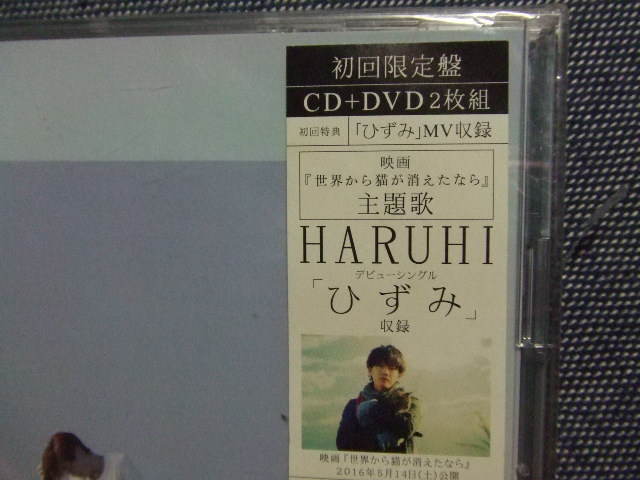 初回限定盤
CD+DVD2枚組
初回特典 「ひずみ」MV収録
映画
『世界から猫が消えたなら』
主題歌
HARUHI
デビューシングル
「ひずみ」
収録
映画『世界から猫が消えたなら』
2016年5月14日(土)公開